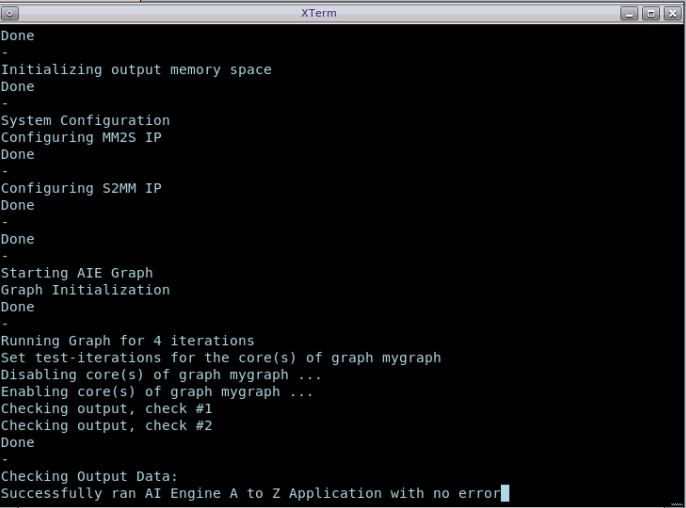 XTerm
Done
-
Initializing output memory space
Done
-
System Configuration
Configuring MM2S IP
Done
-
Configuring S2MM IP
Done
-
Done
-
Starting AIE Graph
Graph Initialization
Done
-
Running Graph for 4 iterations
Set test-iterations for the core(s) of graph mygraph
Disabling core(s) of graph mygraph ...
Enabling core(s) of graph mygraph ...
Checking output, check #1
Checking output, check #2
Done
-
Checking Output Data:
Successfully ran AI Engine A to Z Application with no error